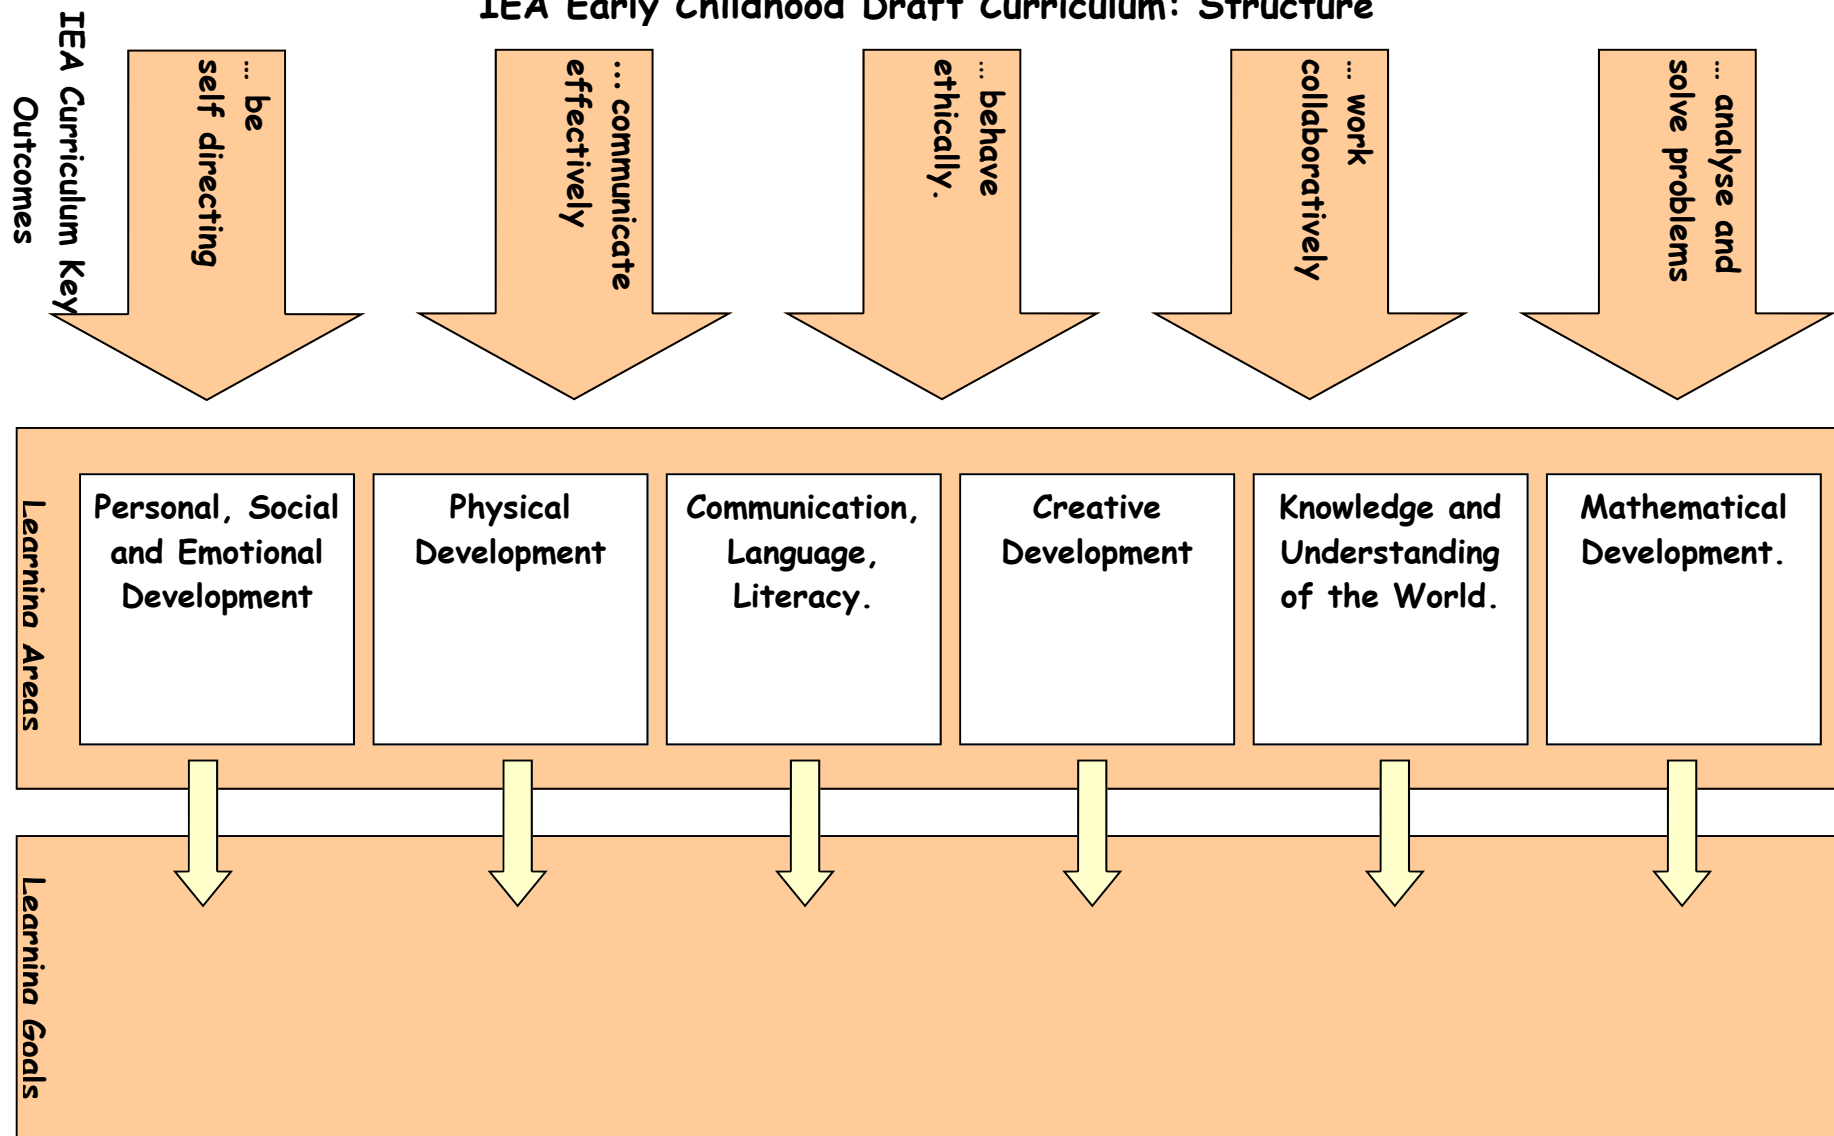 IEA Early Childhood Draft Curriculum: Structure
IEA Curriculum Key
Outcomes
... be
self directing
... communicate
effectively
... behave
ethically.
... work
collaboratively
... analyse and
solve problems
Learning Areas
Personal, Social
and Emotional
Development
Physical
Development
Communication,
Language,
Literacy.
Creative
Development
Knowledge and
Understanding
of the World.
Mathematical
Development.
Learning Goals